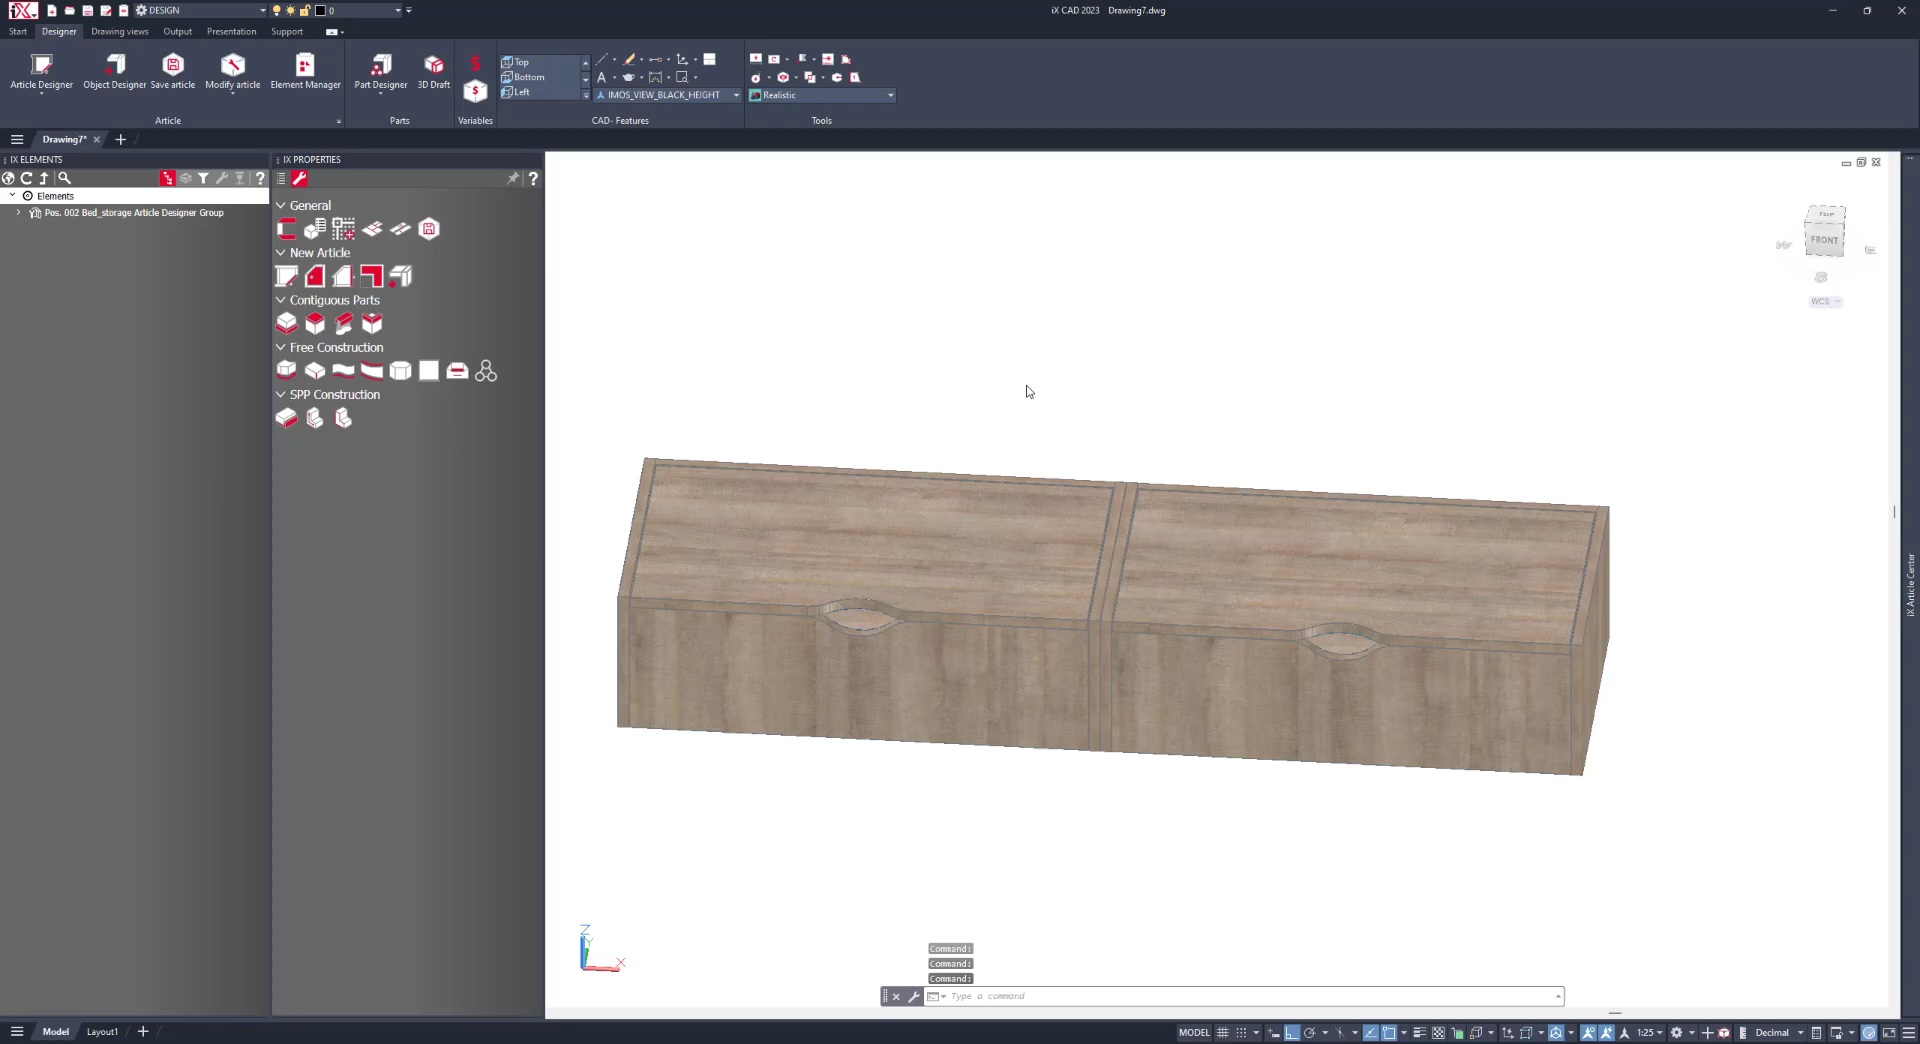 iX
DESIGN
0
iX CAD 2023 Drawing7.dwg
Start
Designer
Drawing views
Output
Presentation
Support
Article Designer
Object Designer
Save article
Modify article
Element Manager
Part Designer
3D Draft
Top
Bottom
Left
IMOS_VIEW_BLACK_HEIGHT
Realistic
Article
Parts
Variables
CAD- Features
Tools
Drawing7*
IX ELEMENTS
IX PROPERTIES
Elements
Pos. 002 Bed_storage Article Designer Group
General
New Article
Contiguous Parts
Free Construction
SPP Construction
TOP
FRONT
W
E
S
WCS
iX Article Center
Z
Y
X
Command:
Command:
Command:
Type a command
Model
Layout1
MODEL
1:25
Decimal